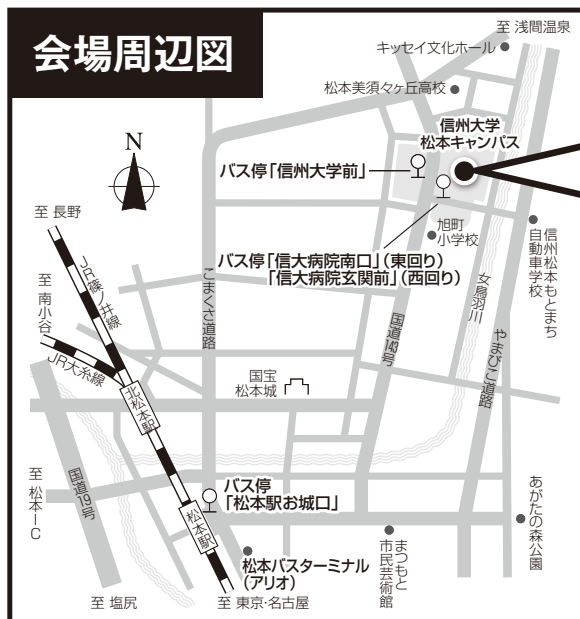 会場周辺図
至 浅間温泉
キッセイ文化ホール
松本美須々ヶ丘高校
信州大学
松本キャンパス
N
バス停「信州大学前」
旭町
小学校
至 長野
バス停「信大病院南口」(東回り)
「信大病院玄関前」(西回り)
信州松本もとまち
自動車学校
至 南小谷
JR篠ノ井線
こまくさ道路
女鳥羽川
国道143号
やまびこ道路
JR大糸線
国宝
松本城
北松本駅
国道19号
至 松本IC
バス停
「松本駅お城口」
あがたの森公園
松本駅
松本バスターミナル
(アリオ)
まつもと
市民芸術館
至 塩尻
至 東京・名古屋